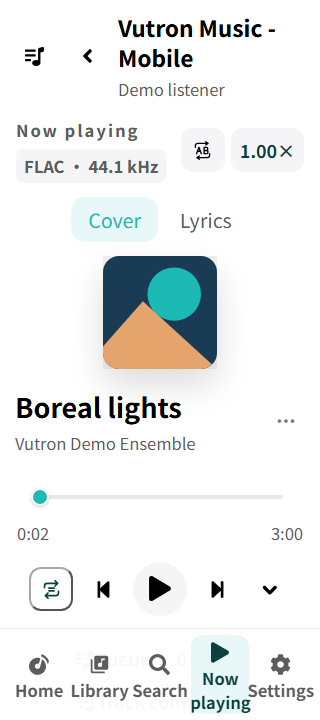 Vutron Music -
Mobile
Demo listener
Now playing
FLAC • 44.1 kHz
AB
1.00×
Cover
Lyrics
Boreal lights
...
Vutron Demo Ensemble
0:02
3:00
Home
Library
Search
Now
playing
Settings